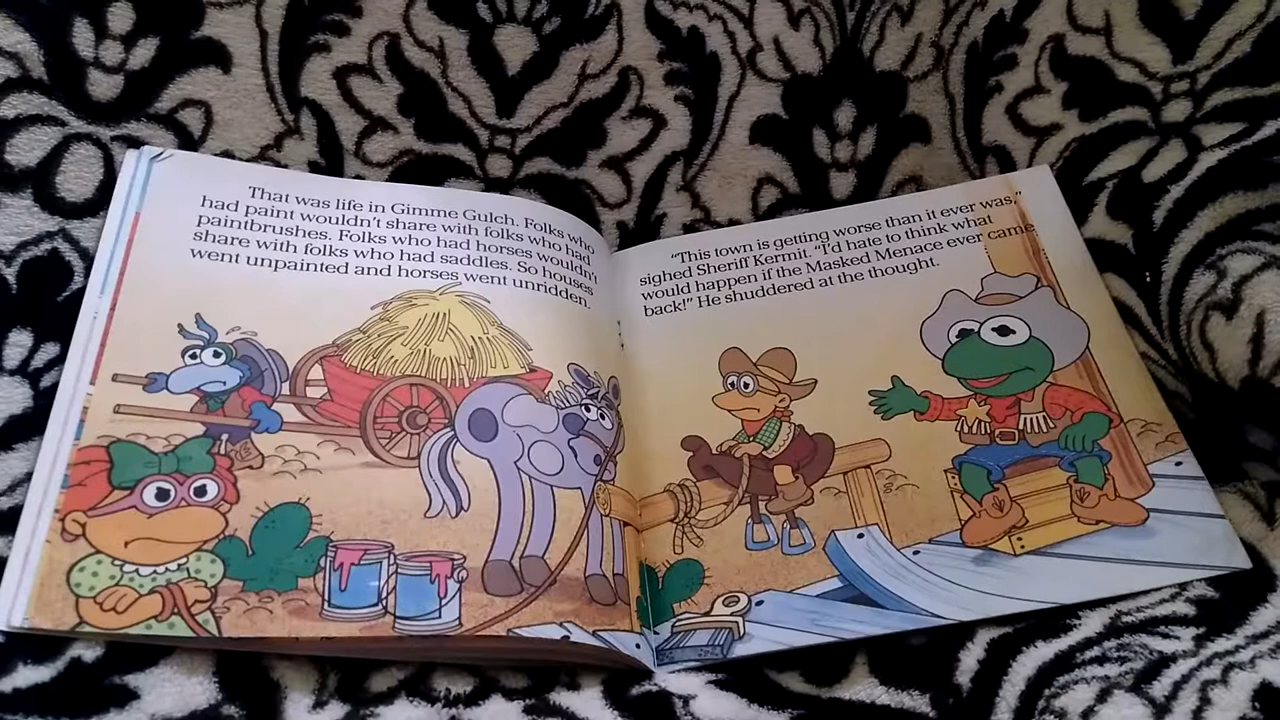 That was life in Gimme Gulch. Folks who
had paint wouldn't share with folks who had
paintbrushes. Folks who had horses wouldn't
share with folks who had saddles. So houses
went unpainted and horses went unridden.
"This town is getting worse than it ever was,"
sighed Sheriff Kermit. "I'd hate to think what
would happen if the Masked Menace ever came
back!" He shuddered at the thought.